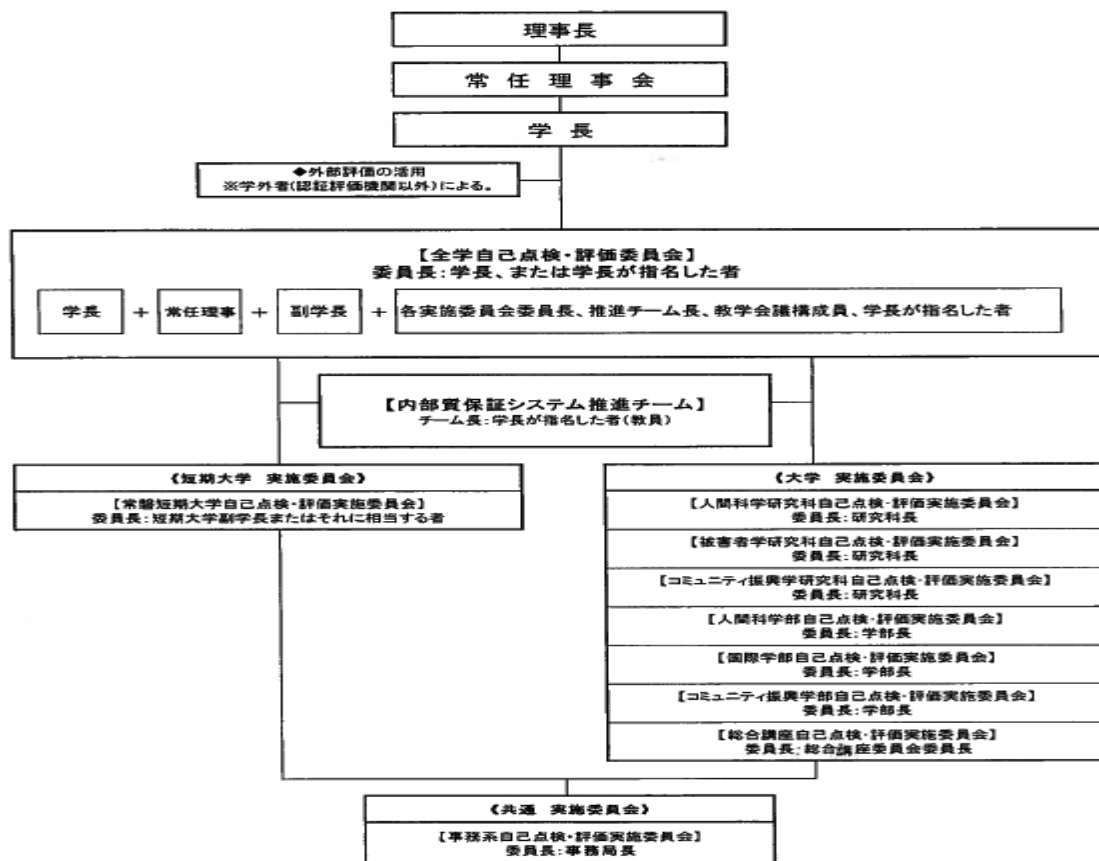 理事長
常任理事会
学長
◆外部評価の活用
※学外者(認証評価機関以外)による。
【全学自己点検・評価委員会】
委員長:学長、または学長が指名した者
学長 + 常任理事 + 副学長 + 各実施委員会委員長、推進チーム長、教学会議構成員、学長が指名した者
【内部質保証システム推進チーム】
チーム長:学長が指名した者(教員)
《短期大学 実施委員会》
【常磐短期大学自己点検・評価実施委員会】
委員長:短期大学副学長またはそれに相当する者
《大学 実施委員会》
【人間科学研究科自己点検・評価実施委員会】
委員長:研究科長
【被害者学研究科自己点検・評価実施委員会】
委員長:研究科長
【コミュニティ振興学研究科自己点検・評価実施委員会】
委員長:研究科長
【人間科学部自己点検・評価実施委員会】
委員長:学部長
【国際学部自己点検・評価実施委員会】
委員長:学部長
【コミュニティ振興学部自己点検・評価実施委員会】
委員長:学部長
【総合講座自己点検・評価実施委員会】
委員長:総合講座委員会委員長
《共通 実施委員会》
【事務系自己点検・評価実施委員会】
委員長:事務局長